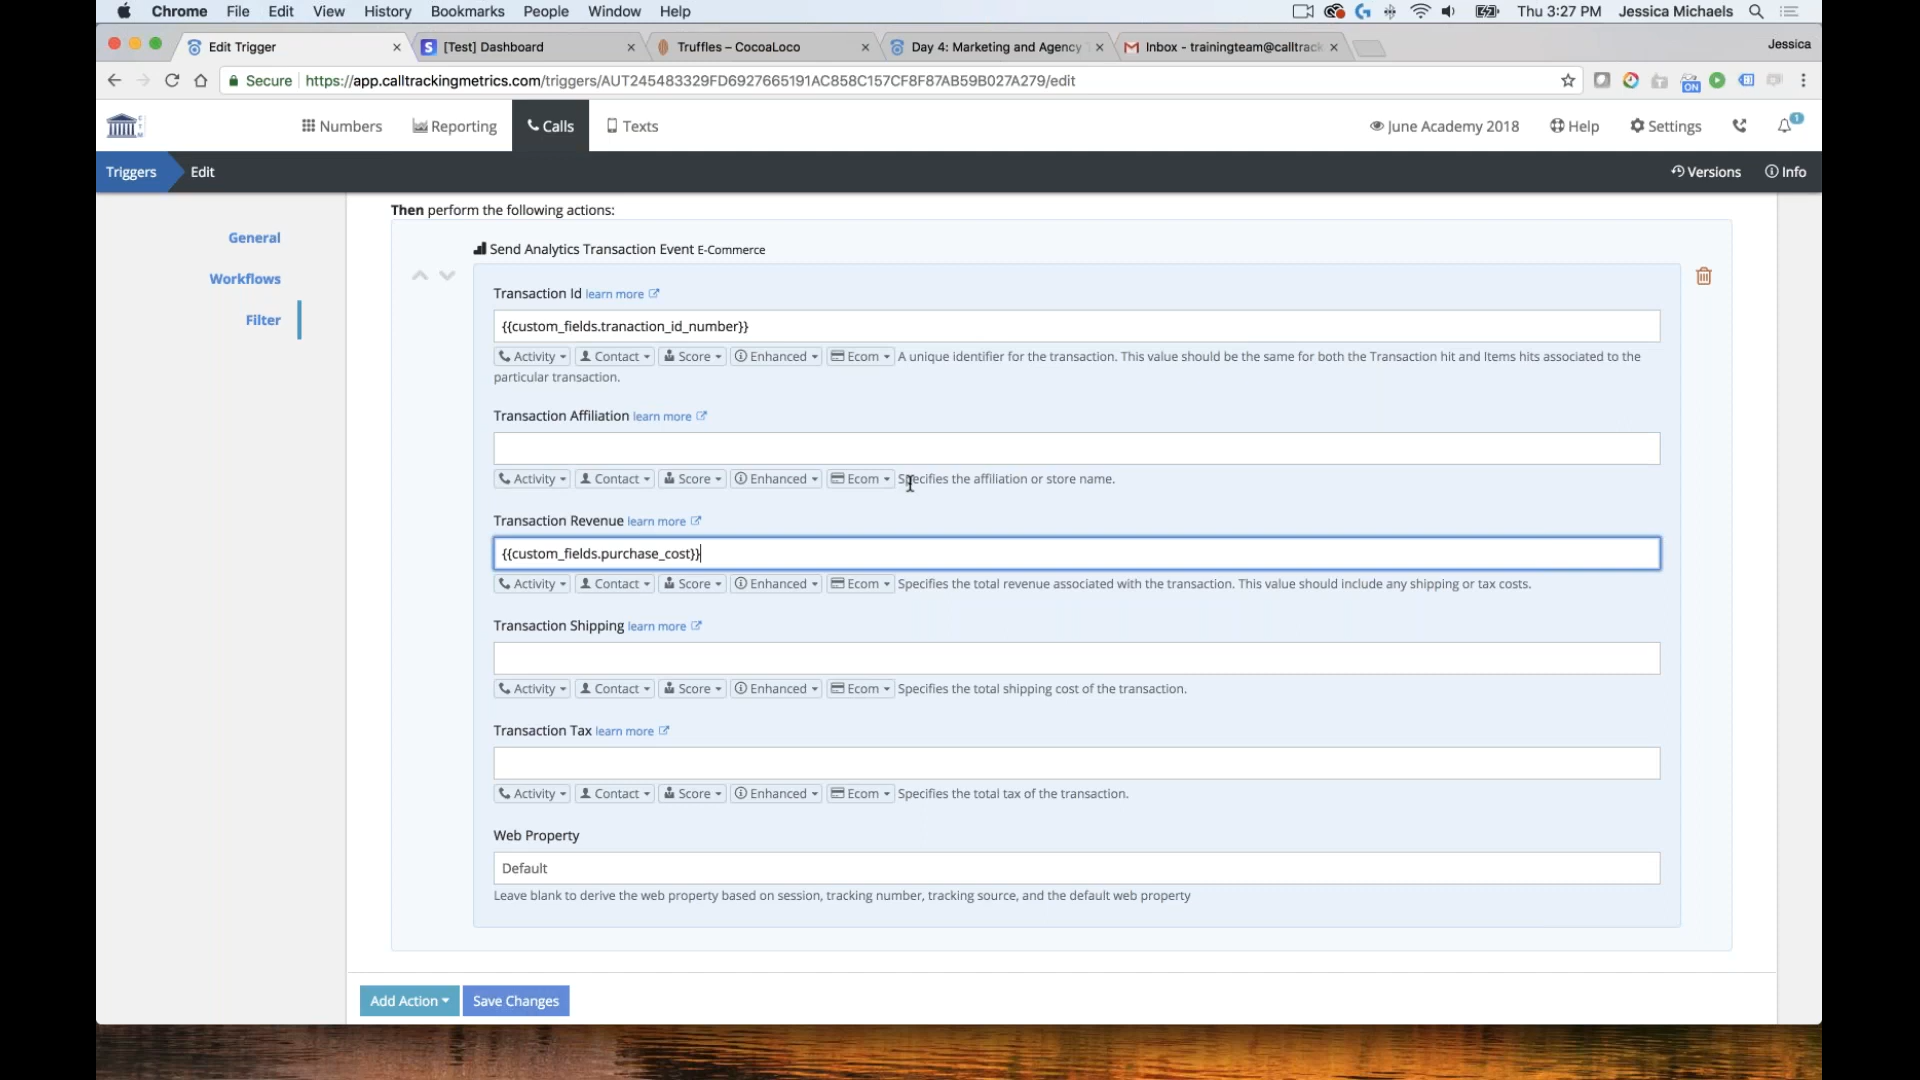 Chrome File Edit View History Bookmarks People Window Help Thu 3:27 PM Jessica Michaels
Edit Trigger [Test] Dashboard Truffles – CocoaLoco Day 4: Marketing and Agency Inbox - trainingteam@calltrack Jessica
Secure https://app.calltrackingmetrics.com/triggers/AUT245483329FD6927665191AC858C157CF8F87AB59B027A279/edit ON
Numbers Reporting Calls Texts June Academy 2018 Help Settings 1
Triggers Edit Versions Info
Then perform the following actions:
General
Workflows
Filter
Send Analytics Transaction Event E-Commerce
Transaction Id learn more
{{custom_fields.tranaction_id_number}}
Activity Contact Score Enhanced Ecom A unique identifier for the transaction. This value should be the same for both the Transaction hit and Items hits associated to the
particular transaction.
Transaction Affiliation learn more
Activity Contact Score Enhanced Ecom Specifies the affiliation or store name.
Transaction Revenue learn more
{{custom_fields.purchase_cost}}
Activity Contact Score Enhanced Ecom Specifies the total revenue associated with the transaction. This value should include any shipping or tax costs.
Transaction Shipping learn more
Activity Contact Score Enhanced Ecom Specifies the total shipping cost of the transaction.
Transaction Tax learn more
Activity Contact Score Enhanced Ecom Specifies the total tax of the transaction.
Web Property
Default
Leave blank to derive the web property based on session, tracking number, tracking source, and the default web property
Add Action Save Changes